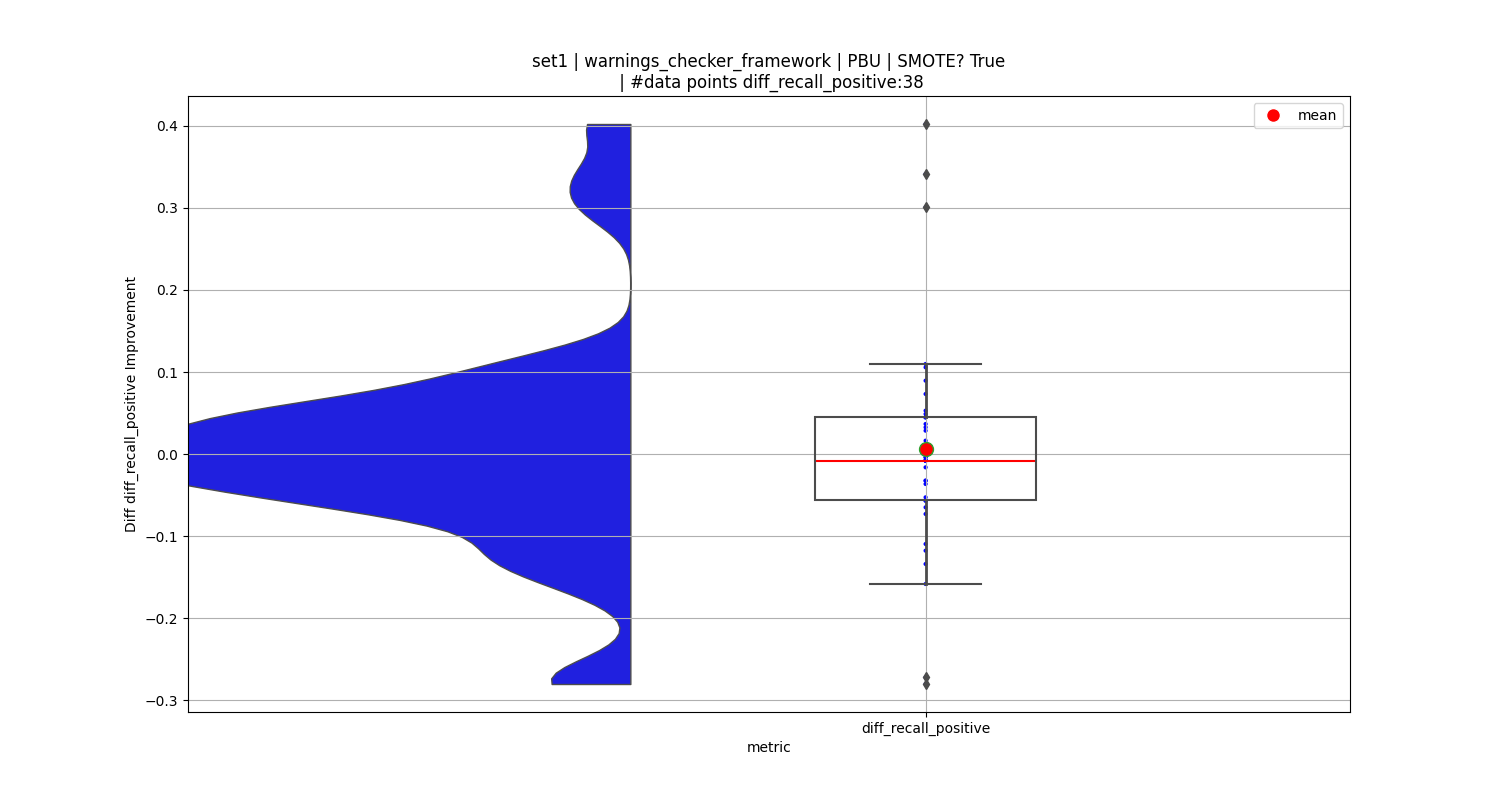 set1 | warnings_checker_framework | PBU | SMOTE? True
| #data points diff_recall_positive:38
mean
Diff diff_recall_positive Improvement
0.4
0.3
0.2
0.1
0.0
−0.1
−0.2
−0.3
diff_recall_positive
metric